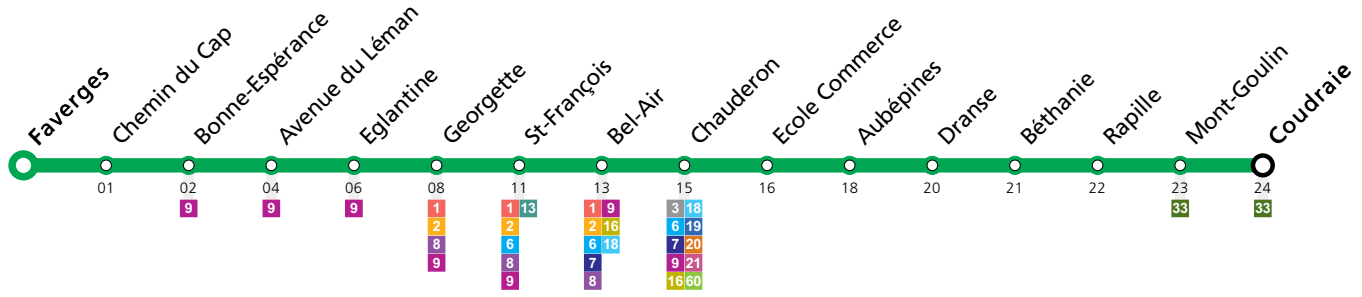 Faverges
Chemin du Cap
Bonne-Espérance
Avenue du Léman
Eglantine
Georgette
St-François
Bel-Air
Chauderon
Ecole Commerce
Aubépines
Dranse
Béthanie
Rapille
Mont-Goulin
Coudraie
01 02 04 06 08 11 13 15 16 18 20 21 22 23 24
9 9 9 1 1 13 1 9 3 18 33 33
2 2 2 16 6 19
8 6 6 18 7 20
9 8 7 9 21
9 8 16 60